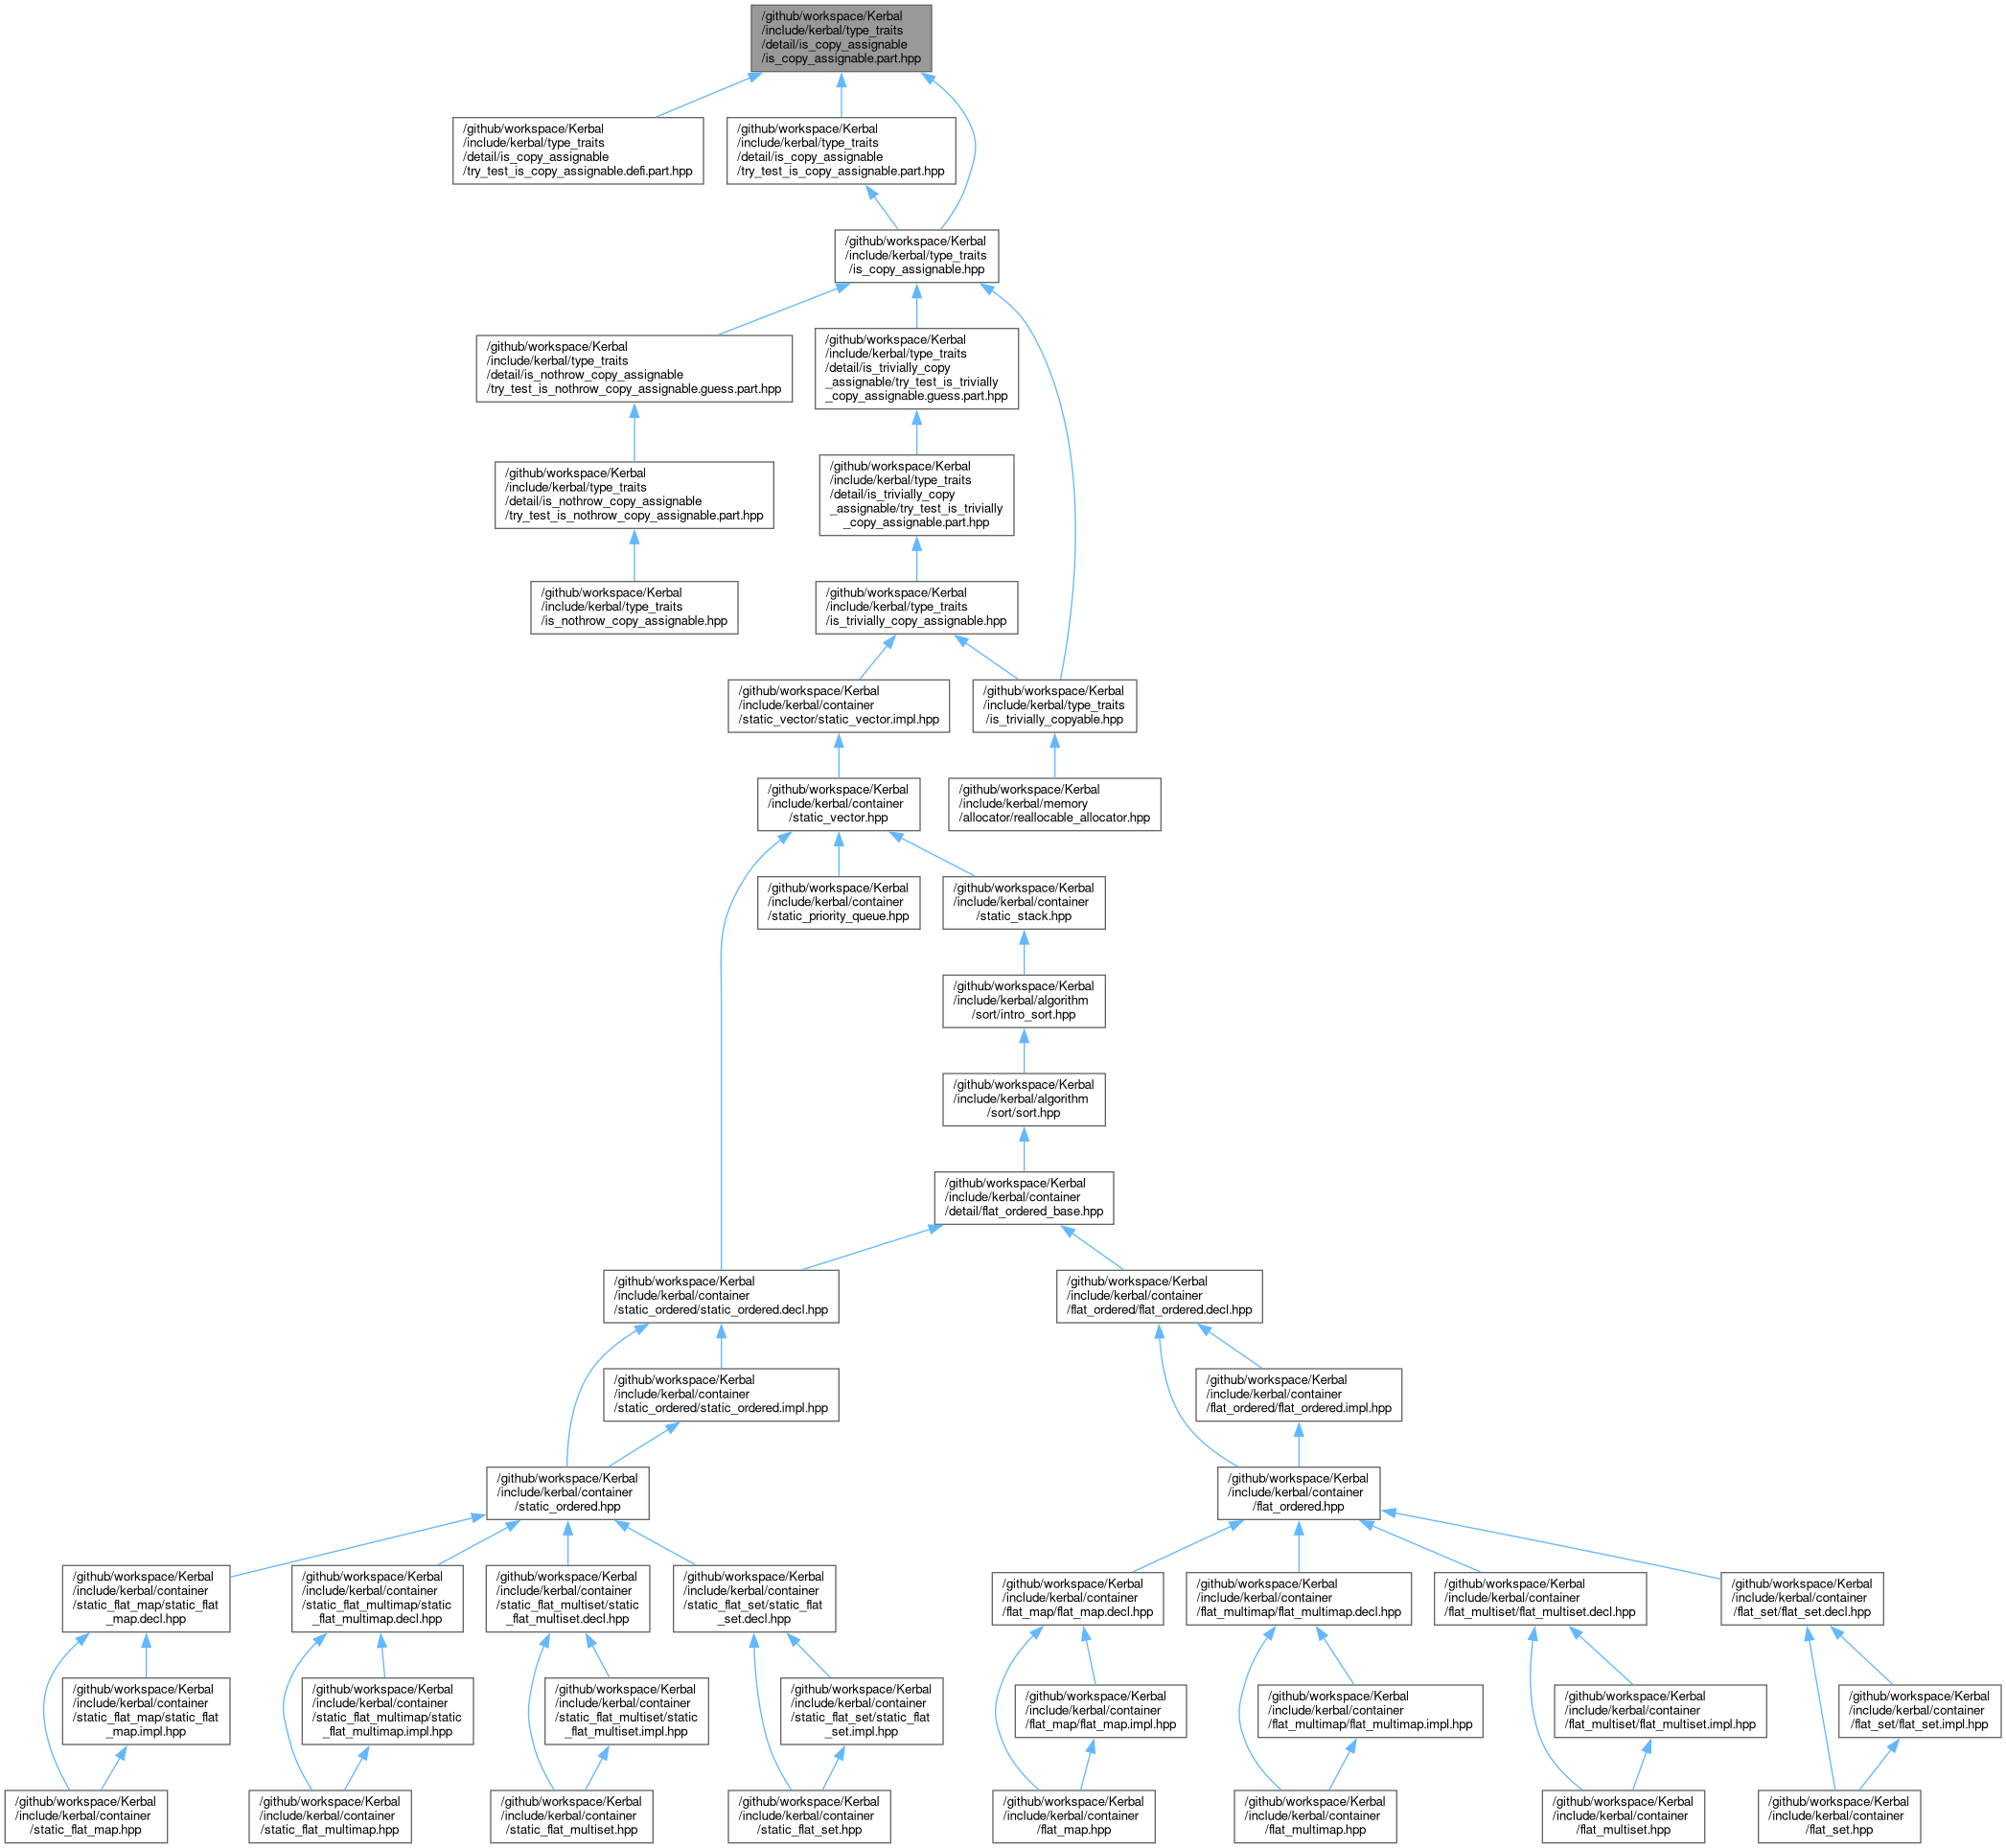 /github/workspace/Kerbal
/include/kerbal/type_traits
/detail/is_copy_assignable
/is_copy_assignable.part.hpp
/github/workspace/Kerbal
/include/kerbal/type_traits
/detail/is_copy_assignable
/try_test_is_copy_assignable.defi.part.hpp
/github/workspace/Kerbal
/include/kerbal/type_traits
/detail/is_copy_assignable
/try_test_is_copy_assignable.part.hpp
/github/workspace/Kerbal
/include/kerbal/type_traits
/is_copy_assignable.hpp
/github/workspace/Kerbal
/include/kerbal/type_traits
/detail/is_nothrow_copy_assignable
/try_test_is_nothrow_copy_assignable.guess.part.hpp
/github/workspace/Kerbal
/include/kerbal/type_traits
/detail/is_trivially_copy
_assignable/try_test_is_trivially
_copy_assignable.guess.part.hpp
/github/workspace/Kerbal
/include/kerbal/type_traits
/detail/is_nothrow_copy_assignable
/try_test_is_nothrow_copy_assignable.part.hpp
/github/workspace/Kerbal
/include/kerbal/type_traits
/detail/is_trivially_copy
_assignable/try_test_is_trivially
_copy_assignable.part.hpp
/github/workspace/Kerbal
/include/kerbal/type_traits
/is_nothrow_copy_assignable.hpp
/github/workspace/Kerbal
/include/kerbal/type_traits
/is_trivially_copy_assignable.hpp
/github/workspace/Kerbal
/include/kerbal/container
/static_vector/static_vector.impl.hpp
/github/workspace/Kerbal
/include/kerbal/type_traits
/is_trivially_copyable.hpp
/github/workspace/Kerbal
/include/kerbal/container
/static_vector.hpp
/github/workspace/Kerbal
/include/kerbal/memory
/allocator/reallocable_allocator.hpp
/github/workspace/Kerbal
/include/kerbal/container
/static_priority_queue.hpp
/github/workspace/Kerbal
/include/kerbal/container
/static_stack.hpp
/github/workspace/Kerbal
/include/kerbal/algorithm
/sort/intro_sort.hpp
/github/workspace/Kerbal
/include/kerbal/algorithm
/sort/sort.hpp
/github/workspace/Kerbal
/include/kerbal/container
/detail/flat_ordered_base.hpp
/github/workspace/Kerbal
/include/kerbal/container
/static_ordered/static_ordered.decl.hpp
/github/workspace/Kerbal
/include/kerbal/container
/flat_ordered/flat_ordered.decl.hpp
/github/workspace/Kerbal
/include/kerbal/container
/static_ordered/static_ordered.impl.hpp
/github/workspace/Kerbal
/include/kerbal/container
/flat_ordered/flat_ordered.impl.hpp
/github/workspace/Kerbal
/include/kerbal/container
/static_ordered.hpp
/github/workspace/Kerbal
/include/kerbal/container
/flat_ordered.hpp
/github/workspace/Kerbal
/include/kerbal/container
/static_flat_map/static_flat
_map.decl.hpp
/github/workspace/Kerbal
/include/kerbal/container
/static_flat_multimap/static
_flat_multimap.decl.hpp
/github/workspace/Kerbal
/include/kerbal/container
/static_flat_multiset/static
_flat_multiset.decl.hpp
/github/workspace/Kerbal
/include/kerbal/container
/static_flat_set/static_flat
_set.decl.hpp
/github/workspace/Kerbal
/include/kerbal/container
/flat_map/flat_map.decl.hpp
/github/workspace/Kerbal
/include/kerbal/container
/flat_multimap/flat_multimap.decl.hpp
/github/workspace/Kerbal
/include/kerbal/container
/flat_multiset/flat_multiset.decl.hpp
/github/workspace/Kerbal
/include/kerbal/container
/flat_set/flat_set.decl.hpp
/github/workspace/Kerbal
/include/kerbal/container
/static_flat_map/static_flat
_map.impl.hpp
/github/workspace/Kerbal
/include/kerbal/container
/static_flat_multimap/static
_flat_multimap.impl.hpp
/github/workspace/Kerbal
/include/kerbal/container
/static_flat_multiset/static
_flat_multiset.impl.hpp
/github/workspace/Kerbal
/include/kerbal/container
/static_flat_set/static_flat
_set.impl.hpp
/github/workspace/Kerbal
/include/kerbal/container
/flat_map/flat_map.impl.hpp
/github/workspace/Kerbal
/include/kerbal/container
/flat_multimap/flat_multimap.impl.hpp
/github/workspace/Kerbal
/include/kerbal/container
/flat_multiset/flat_multiset.impl.hpp
/github/workspace/Kerbal
/include/kerbal/container
/flat_set/flat_set.impl.hpp
/github/workspace/Kerbal
/include/kerbal/container
/static_flat_map.hpp
/github/workspace/Kerbal
/include/kerbal/container
/static_flat_multimap.hpp
/github/workspace/Kerbal
/include/kerbal/container
/static_flat_multiset.hpp
/github/workspace/Kerbal
/include/kerbal/container
/static_flat_set.hpp
/github/workspace/Kerbal
/include/kerbal/container
/flat_map.hpp
/github/workspace/Kerbal
/include/kerbal/container
/flat_multimap.hpp
/github/workspace/Kerbal
/include/kerbal/container
/flat_multiset.hpp
/github/workspace/Kerbal
/include/kerbal/container
/flat_set.hpp